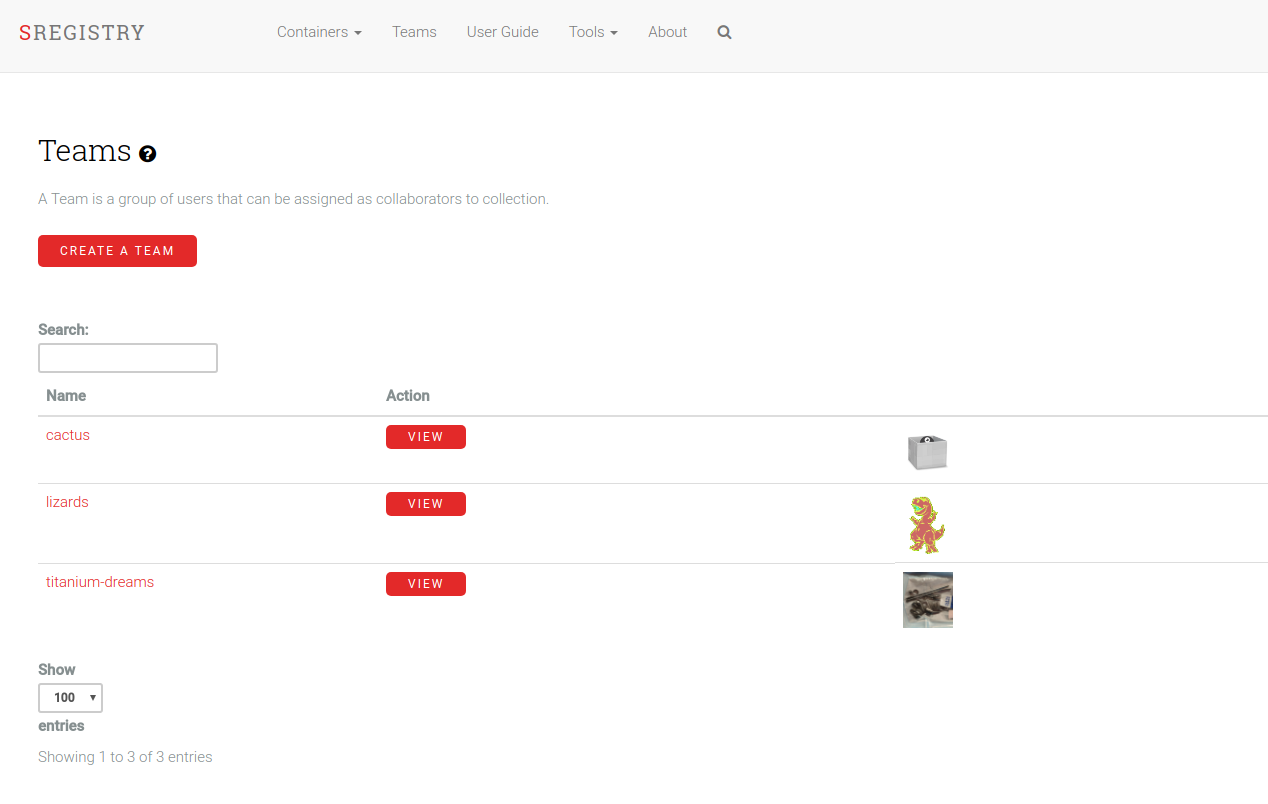 SREGISTRY Containers Teams User Guide Tools About
Teams
A Team is a group of users that can be assigned as collaborators to collection.
CREATE A TEAM
Search:
Name Action
cactus VIEW
lizards VIEW
titanium-dreams VIEW
Show
100
entries
Showing 1 to 3 of 3 entries